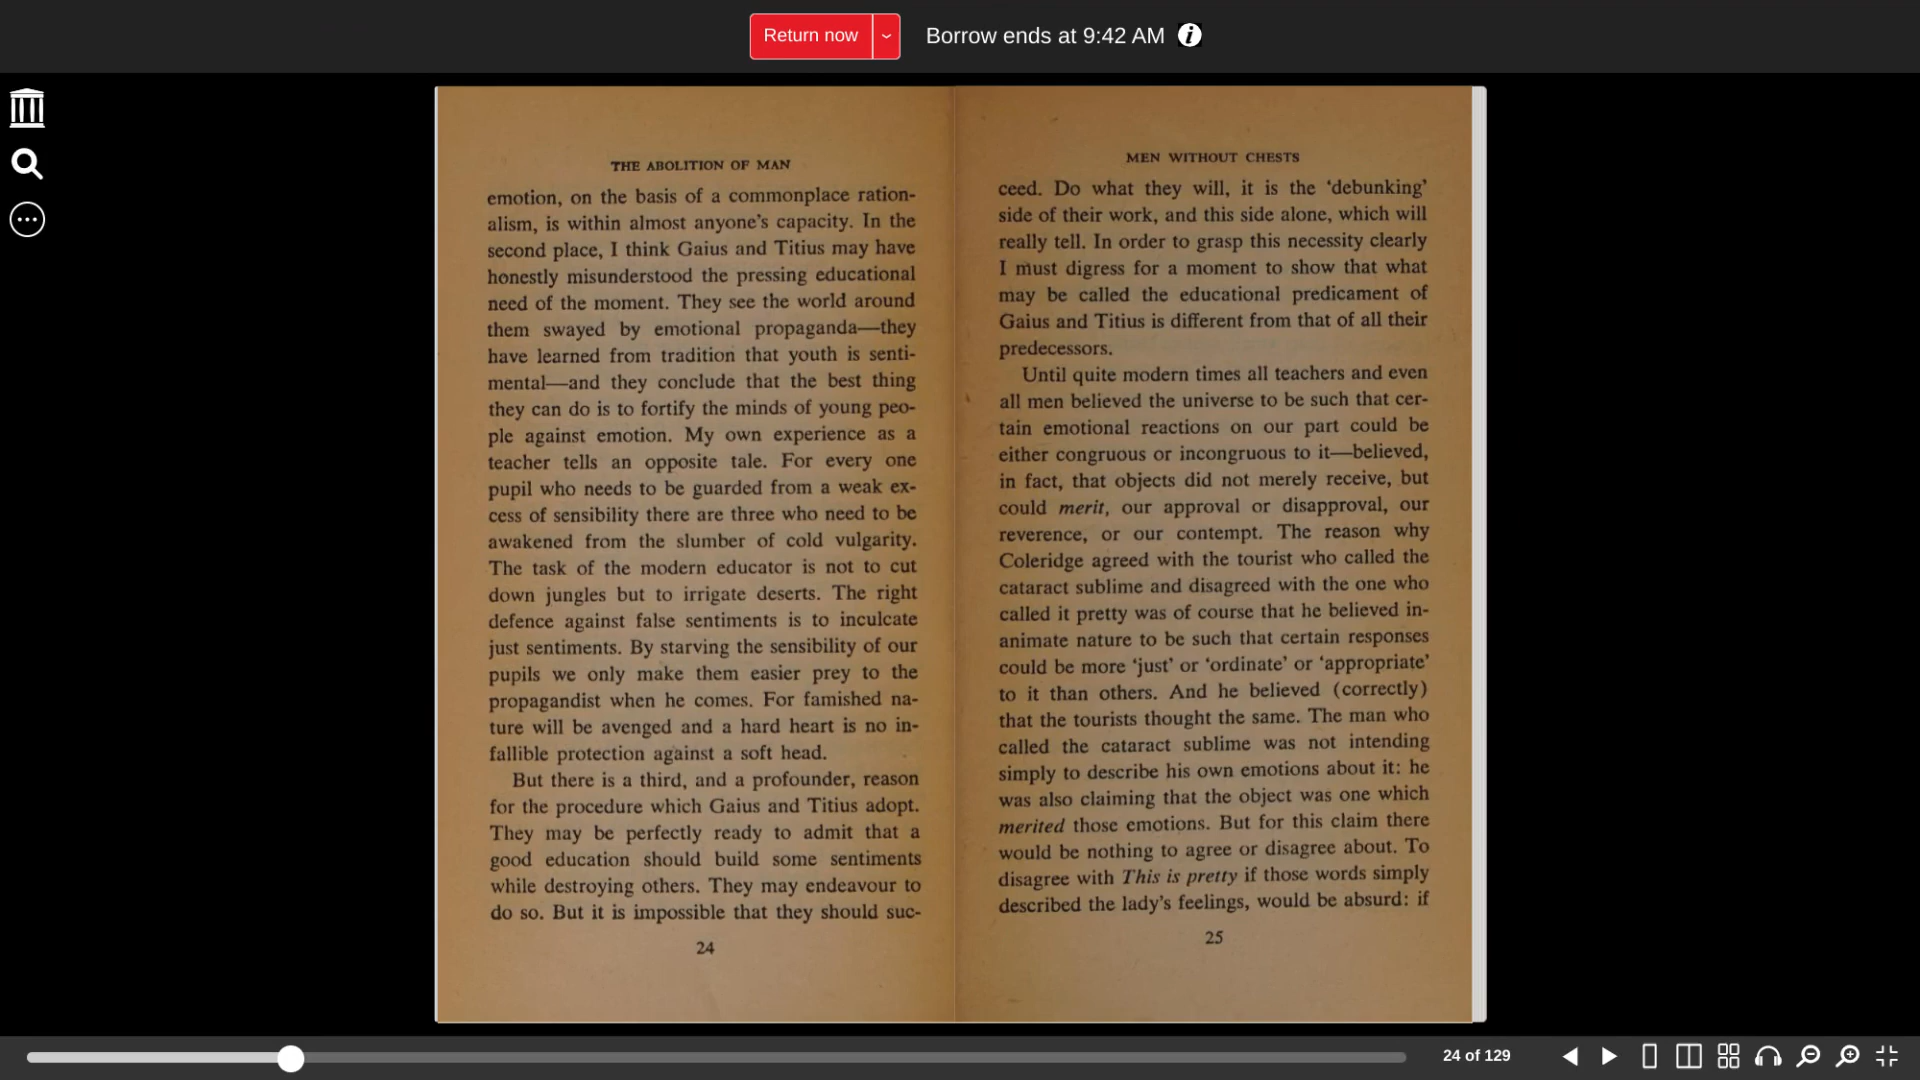 Return now
Borrow ends at 9:42 AM
THE ABOLITION OF MAN
emotion, on the basis of a commonplace ration-
alism, is within almost anyone's capacity. In the
second place, I think Gaius and Titius may have
honestly misunderstood the pressing educational
need of the moment. They see the world around
them swayed by emotional propaganda—they
have learned from tradition that youth is senti-
mental—and they conclude that the best thing
they can do is to fortify the minds of young peo-
ple against emotion. My own experience as a
teacher tells an opposite tale. For every one
pupil who needs to be guarded from a weak ex-
cess of sensibility there are three who need to be
awakened from the slumber of cold vulgarity.
The task of the modern educator is not to cut
down jungles but to irrigate deserts. The right
defence against false sentiments is to inculcate
just sentiments. By starving the sensibility of our
pupils we only make them easier prey to the
propagandist when he comes. For famished na-
ture will be avenged and a hard heart is no in-
fallible protection against a soft head.
But there is a third, and a profounder, reason
for the procedure which Gaius and Titius adopt.
They may be perfectly ready to admit that a
good education should build some sentiments
while destroying others. They may endeavour to
do so. But it is impossible that they should suc-
24
MEN WITHOUT CHESTS
ceed. Do what they will, it is the 'debunking'
side of their work, and this side alone, which will
really tell. In order to grasp this necessity clearly
I must digress for a moment to show that what
may be called the educational predicament of
Gaius and Titius is different from that of all their
predecessors.
Until quite modern times all teachers and even
all men believed the universe to be such that cer-
tain emotional reactions on our part could be
either congruous or incongruous to it—believed,
in fact, that objects did not merely receive, but
could merit, our approval or disapproval, our
reverence, or our contempt. The reason why
Coleridge agreed with the tourist who called the
cataract sublime and disagreed with the one who
called it pretty was of course that he believed in-
animate nature to be such that certain responses
could be more 'just' or 'ordinate' or 'appropriate'
to it than others. And he believed (correctly)
that the tourists thought the same. The man who
called the cataract sublime was not intending
simply to describe his own emotions about it: he
was also claiming that the object was one which
merited those emotions. But for this claim there
would be nothing to agree or disagree about. To
disagree with This is pretty if those words simply
described the lady's feelings, would be absurd: if
25
24 of 129